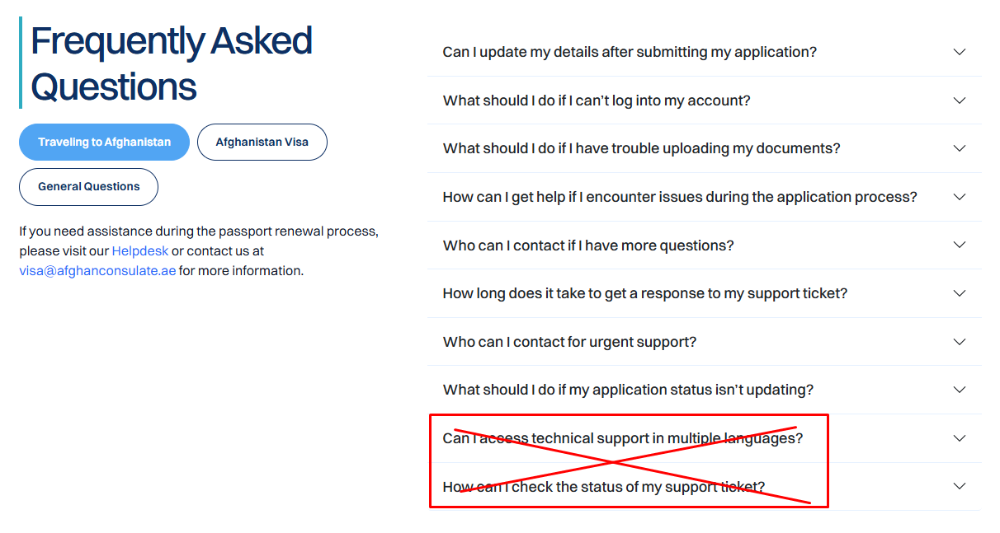 Frequently Asked
Questions
Traveling to Afghanistan
Afghanistan Visa
General Questions
If you need assistance during the passport renewal process,
please visit our Helpdesk or contact us at
visa@afghanconsulate.ae for more information.
Can I update my details after submitting my application?
What should I do if I can’t log into my account?
What should I do if I have trouble uploading my documents?
How can I get help if I encounter issues during the application process?
Who can I contact if I have more questions?
How long does it take to get a response to my support ticket?
Who can I contact for urgent support?
What should I do if my application status isn’t updating?
Can I access technical support in multiple languages?
How can I check the status of my support ticket?